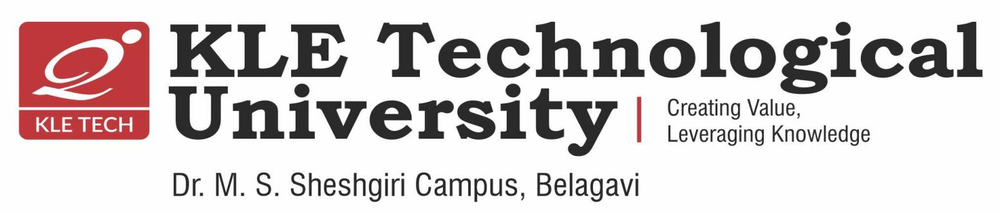 KLE TECH
KLE Technological
University
Creating Value,
Leveraging Knowledge
Dr. M. S. Sheshgiri Campus, Belagavi